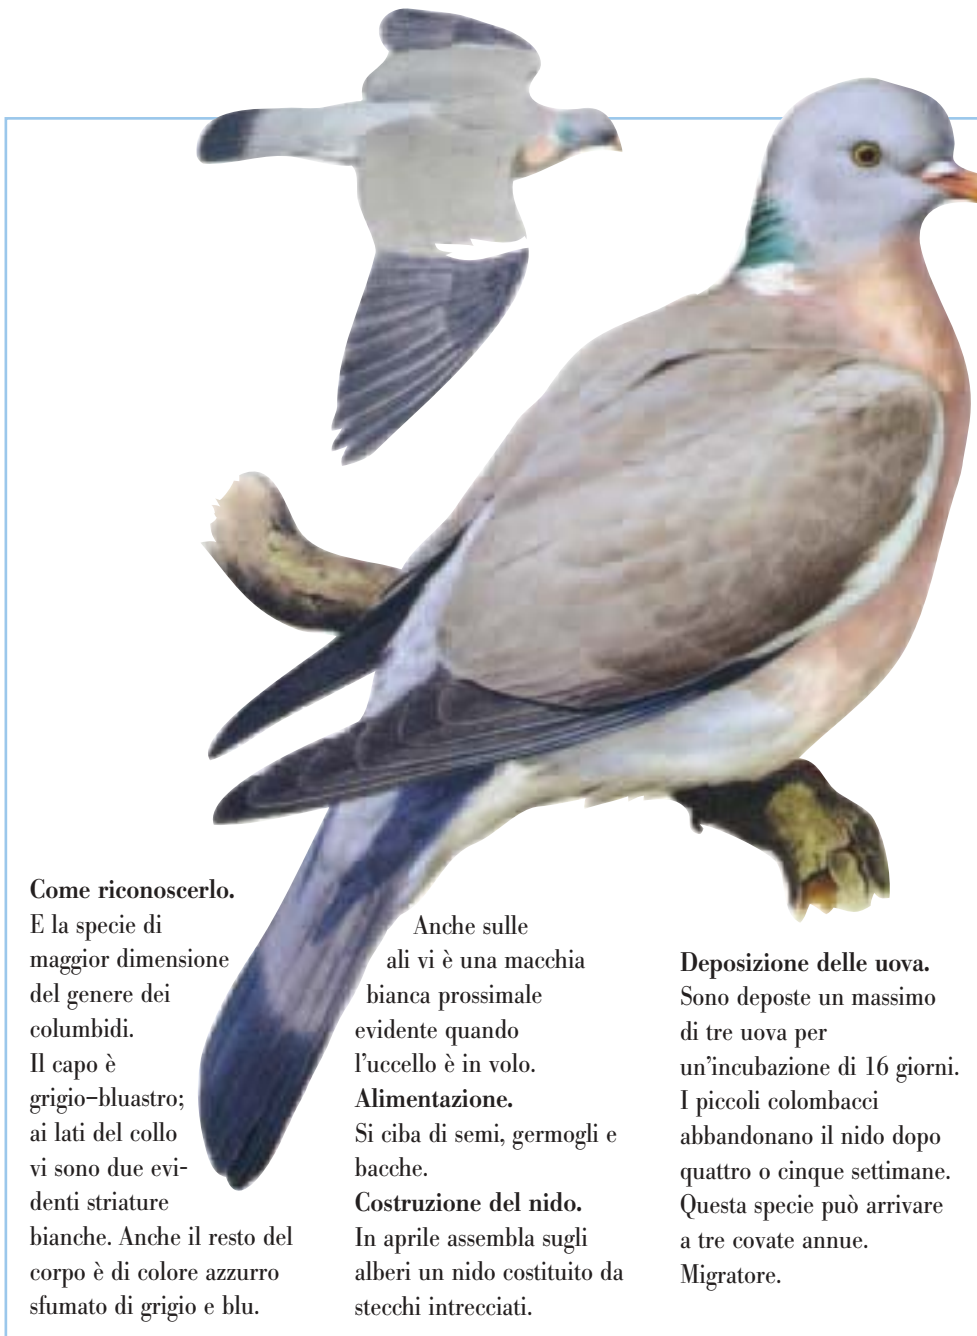 Come riconoscerlo.
E la specie di
maggior dimensione
del genere dei
columbidi.
Il capo è
grigio–bluastro;
ai lati del collo
vi sono due evi-
denti striature
bianche. Anche il resto del
corpo è di colore azzurro
sfumato di grigio e blu.
Anche sulle
ali vi è una macchia
bianca prossimale
evidente quando
l'uccello è in volo.
Alimentazione.
Si ciba di semi, germogli e
bacche.
Costruzione del nido.
In aprile assembla sugli
alberi un nido costituito da
stecchi intrecciati.
Deposizione delle uova.
Sono deposte un massimo
di tre uova per
un'incubazione di 16 giorni.
I piccoli colombacci
abbandonano il nido dopo
quattro o cinque settimane.
Questa specie può arrivare
a tre covate annue.
Migratore.